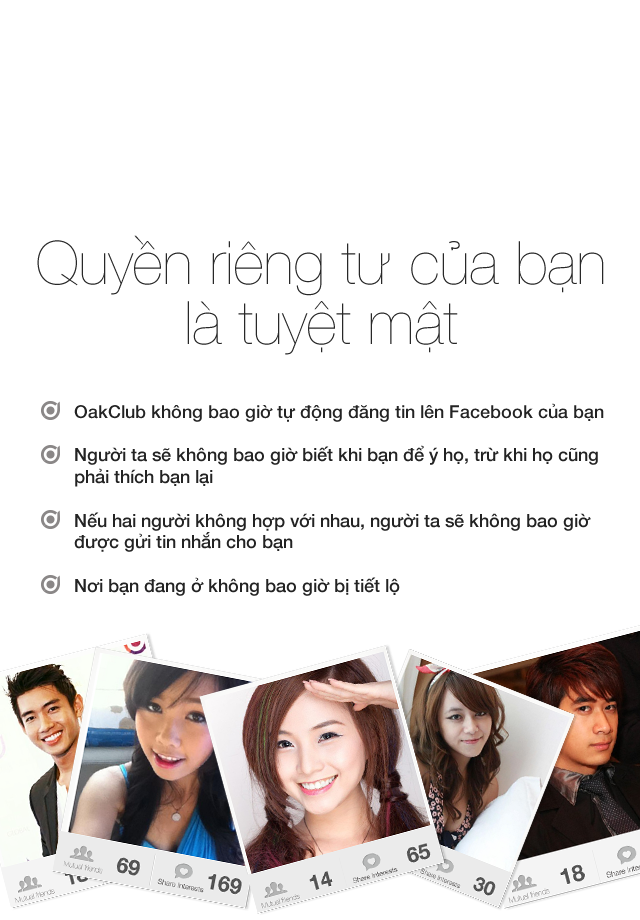 Quyền riêng tư của bạn
là tuyệt mật
OakClub không bao giờ tự động đăng tin lên Facebook của bạn
Người ta sẽ không bao giờ biết khi bạn để ý họ, trừ khi họ cũng
phải thích bạn lại
Nếu hai người không hợp với nhau, người ta sẽ không bao giờ
được gửi tin nhắn cho bạn
Nơi bạn đang ở không bao giờ bị tiết lộ
Mutual friends
Mutual friends 69 Share Interests 169
Mutual friends 14 Share Interests 65
Share Interests 30
Mutual friends 18 Share Interests